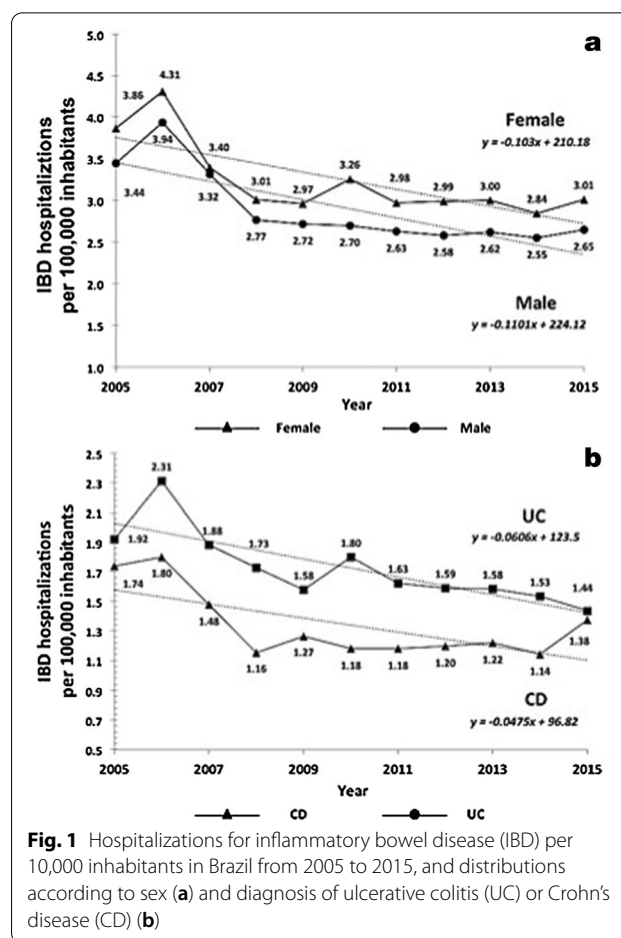 a
5.0
4.5
4.0
3.5
3.0
2.5
2.0
1.5
1.0
IBD hospitaliztions
per 100,000 inhabitants
3.86
4.31
3.40
3.01
2.97
3.26
2.98
2.99
3.00
2.84
3.01
Female
y = -0.103x + 210.18
3.44
3.94
3.32
2.77
2.72
2.70
2.63
2.58
2.62
2.55
2.65
Male
y = -0.1101x + 224.12
2005 2007 2009 2011 2013 2015
Year
Female Male
b
2.5
2.3
2.1
1.9
1.7
1.5
1.3
1.1
0.9
0.7
0.5
IBD hospitalizations
per 100,000 inhabitants
1.92
2.31
1.88
1.73
1.58
1.80
1.63
1.59
1.58
1.53
1.44
UC
y = -0.0606x + 123.5
1.74
1.80
1.48
1.16
1.27
1.18
1.18
1.20
1.22
1.14
1.38
CD
y = -0.0475x + 96.82
2005 2007 2009 2011 2013 2015
Year
CD UC
Fig. 1 Hospitalizations for inflammatory bowel disease (IBD) per
10,000 inhabitants in Brazil from 2005 to 2015, and distributions
according to sex (a) and diagnosis of ulcerative colitis (UC) or Crohn’s
disease (CD) (b)